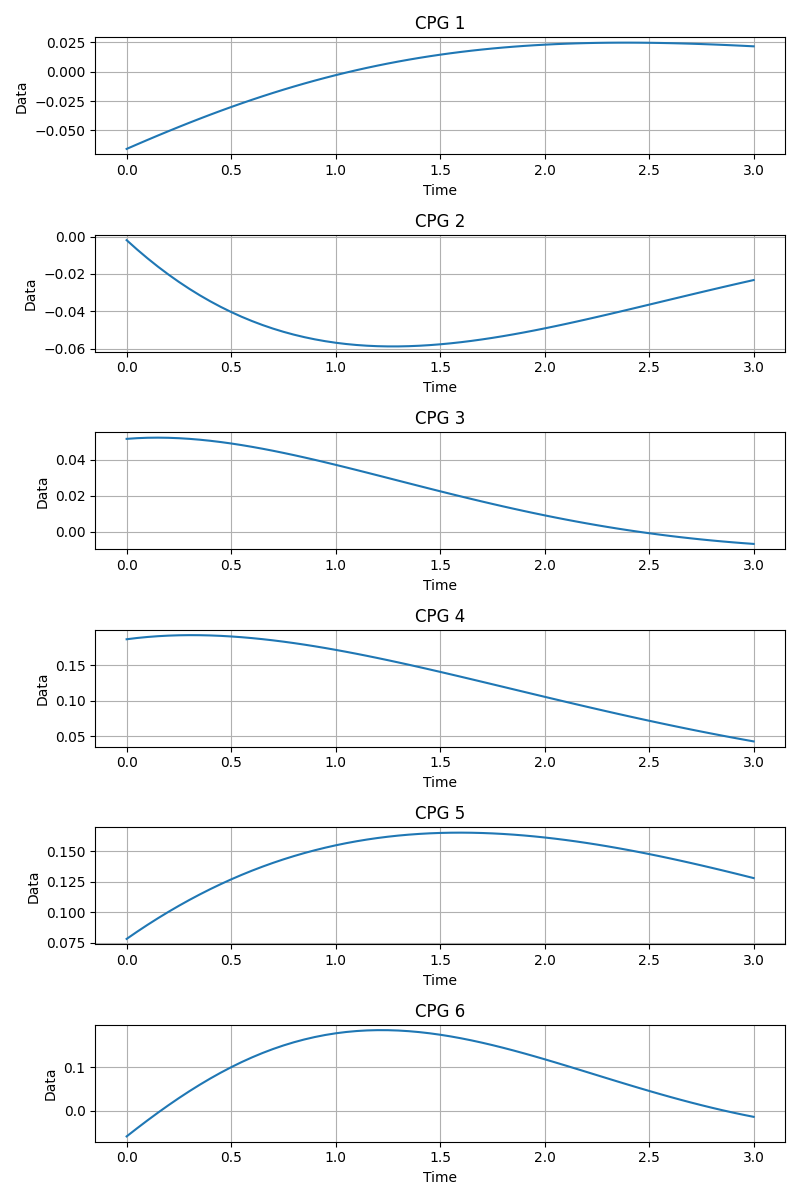 CPG 1
0.025
0.000
−0.025
−0.050
Data
0.0 0.5 1.0 1.5 2.0 2.5 3.0
Time
CPG 2
0.00
−0.02
−0.04
−0.06
Data
0.0 0.5 1.0 1.5 2.0 2.5 3.0
Time
CPG 3
0.04
0.02
0.00
Data
0.0 0.5 1.0 1.5 2.0 2.5 3.0
Time
CPG 4
0.15
0.10
0.05
Data
0.0 0.5 1.0 1.5 2.0 2.5 3.0
Time
CPG 5
0.150
0.125
0.100
0.075
Data
0.0 0.5 1.0 1.5 2.0 2.5 3.0
Time
CPG 6
0.1
0.0
Data
0.0 0.5 1.0 1.5 2.0 2.5 3.0
Time